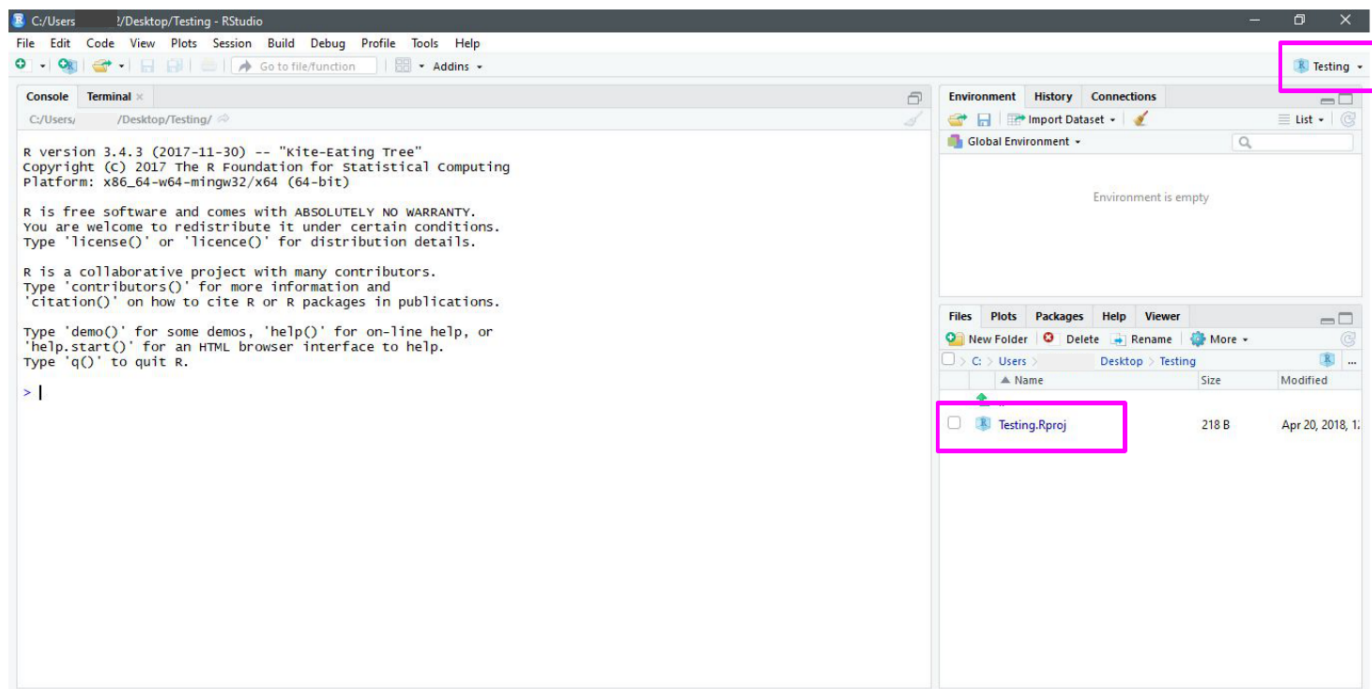 C:/Users !/Desktop/Testing - RStudio
File Edit Code View Plots Session Build Debug Profile Tools Help
Go to file/function Addins Testing
Console Terminal
C:/Users/ /Desktop/Testing/
R version 3.4.3 (2017-11-30) -- "Kite-Eating Tree"
Copyright (C) 2017 The R Foundation for Statistical Computing
Platform: x86_64-w64-mingw32/x64 (64-bit)
R is free software and comes with ABSOLUTELY NO WARRANTY.
You are welcome to redistribute it under certain conditions.
Type 'license()' or 'licence()' for distribution details.
R is a collaborative project with many contributors.
Type 'contributors()' for more information and
'citation()' on how to cite R or R packages in publications.
Type 'demo()' for some demos, 'help()' for on-line help, or
'help.start()' for an HTML browser interface to help.
Type 'q()' to quit R.
>
Environment History Connections
Import Dataset List
Global Environment
Environment is empty
Files Plots Packages Help Viewer
New Folder Delete Rename More
C: > Users > Desktop > Testing ...
Name Size Modified
Testing.Rproj 218 B Apr 20, 2018, 1